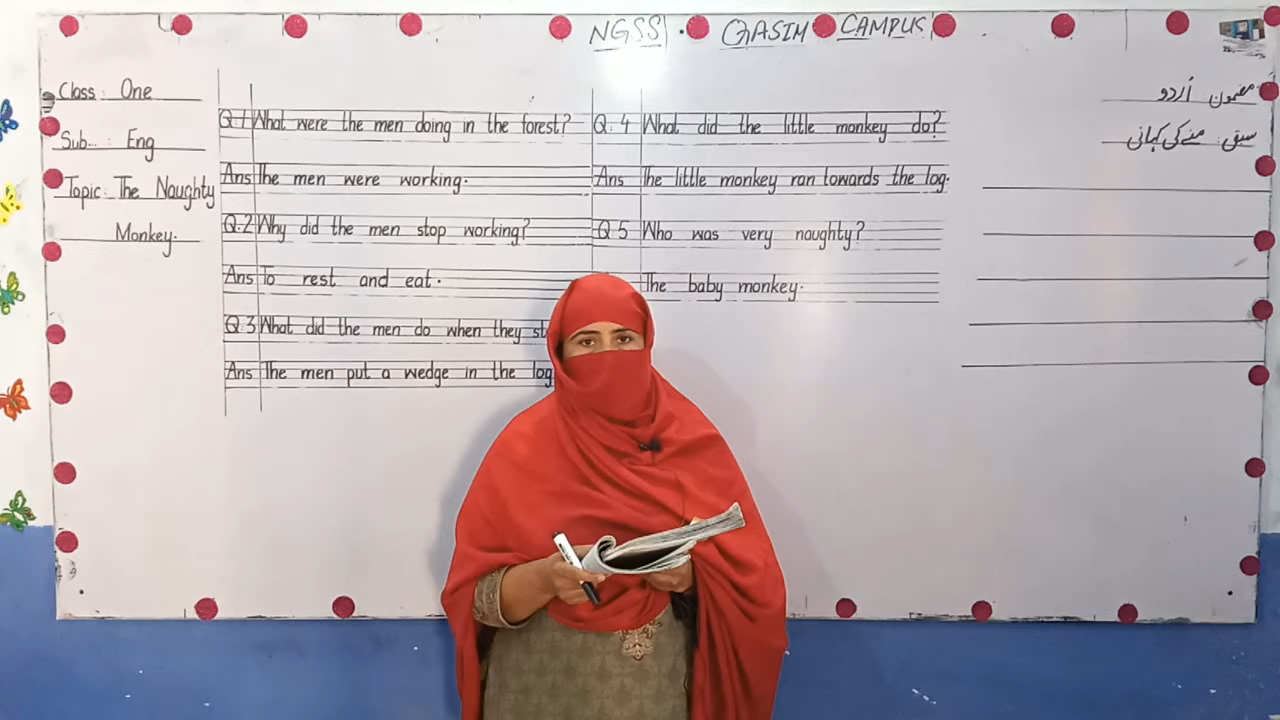 NGSS . QASIM CAMPUS
Class: One
Sub... Eng
Topic: The Naughty
Monkey.
Q.1 What were the men doing in the forest?
Ans The men were working.
Q.2 Why did the men stop working?
Ans To rest and eat.
Q.3 What did the men do when they
Ans The men put a wedge in the log
Q.4 What did the little monkey do?
Ans The little monkey ran towards the log.
Q.5 Who was very naughty?
The baby monkey.
مضمون اُردو
سبق: منے کی کہانی